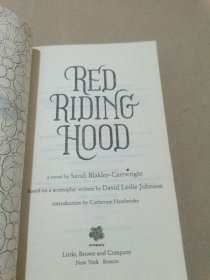 RED
RIDING
HOOD
a novel by Sarah Blakley-Cartwright
based on a screenplay written by David Leslie Johnson
introduction by Catherine Hardwicke
poppy
Little, Brown and Company
New York Boston